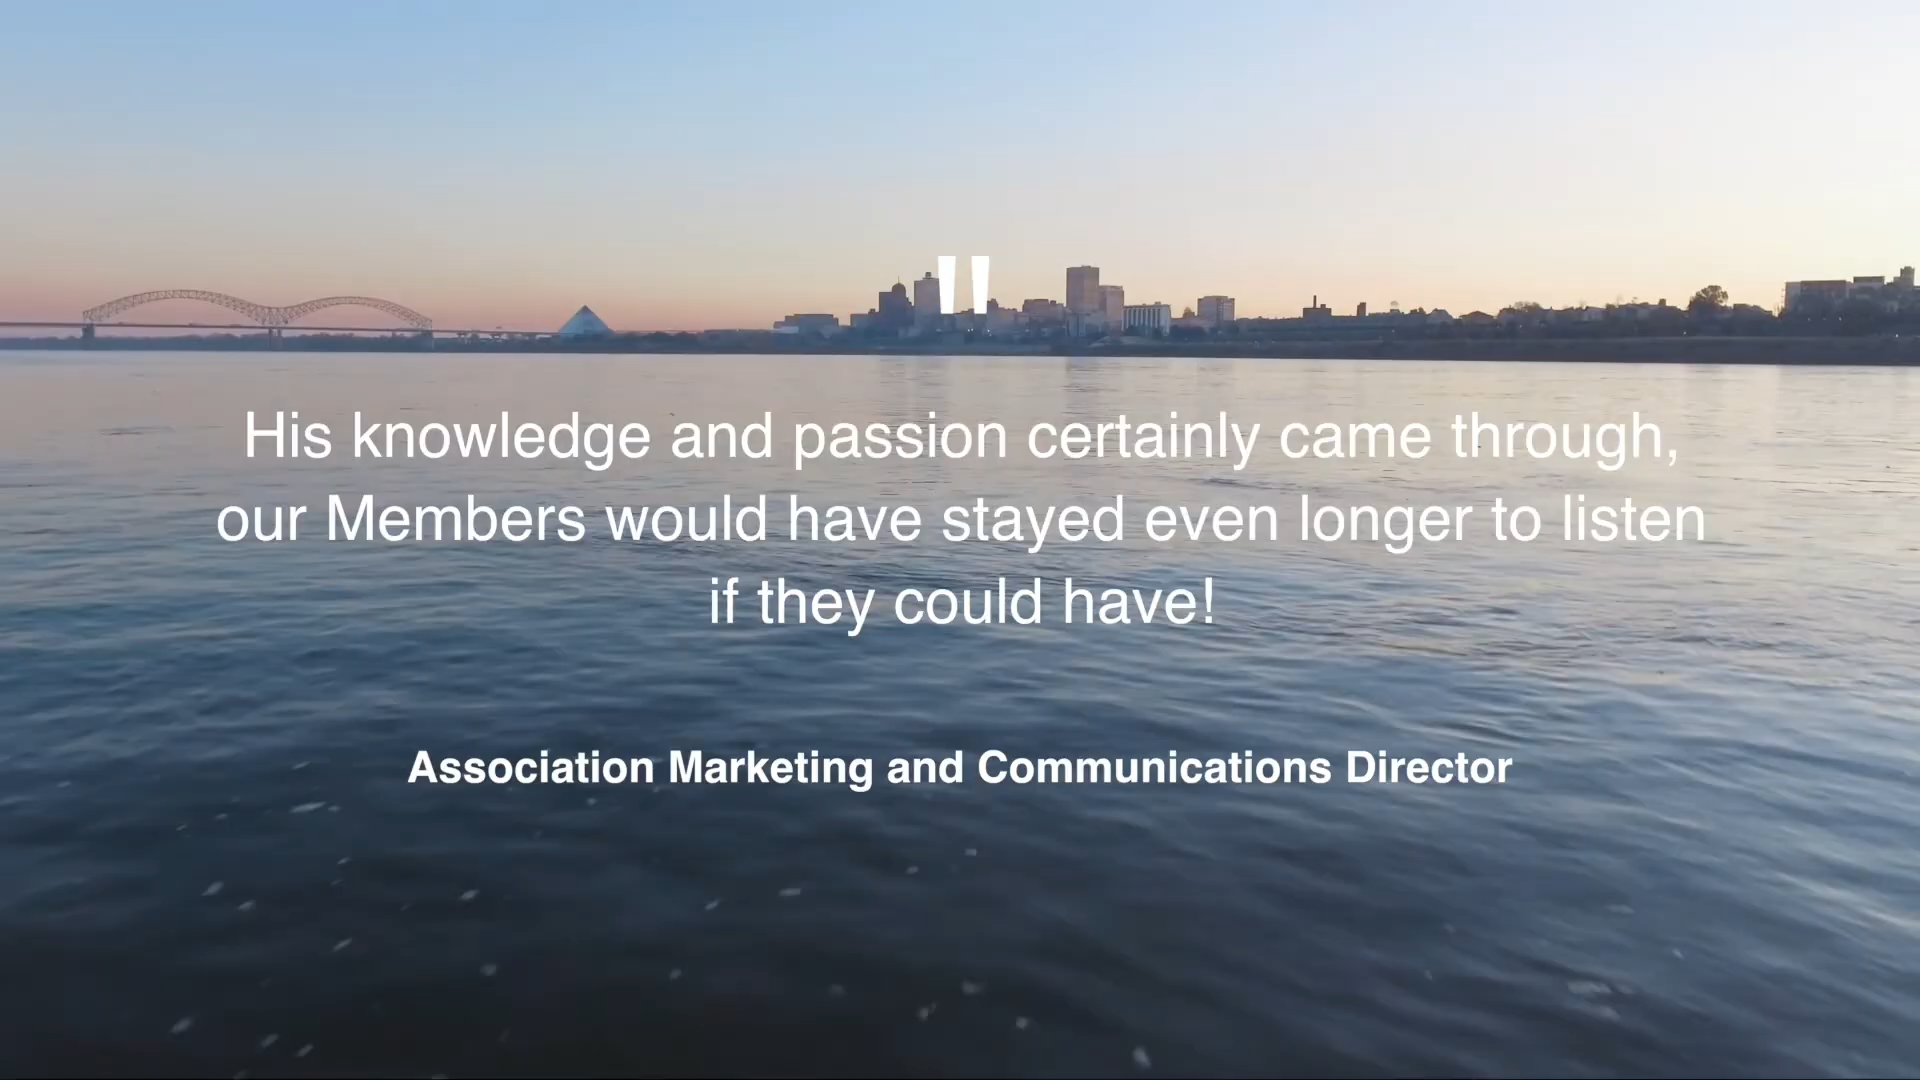 "
His knowledge and passion certainly came through,
our Members would have stayed even longer to listen
if they could have!
Association Marketing and Communications Director